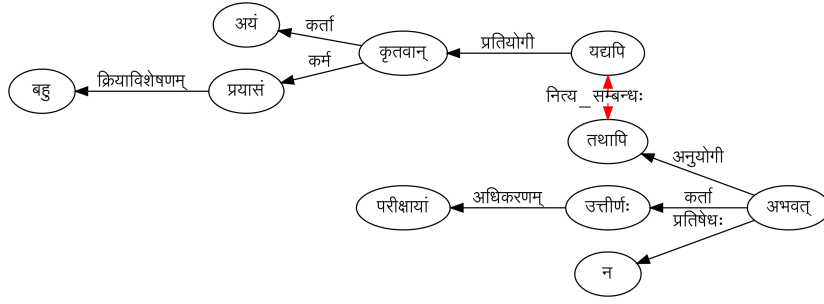 अयं
कर्ता
कृतवान्
प्रतियोगी
यद्यपि
कर्म
बहु
क्रियाविशेषणम्
प्रयासं
नित्य_सम्बन्धः
तथापि
अनुयोगी
परीक्षायां
अधिकरणम्
उत्तीर्णः
कर्ता
अभवत्
प्रतिषेधः
न